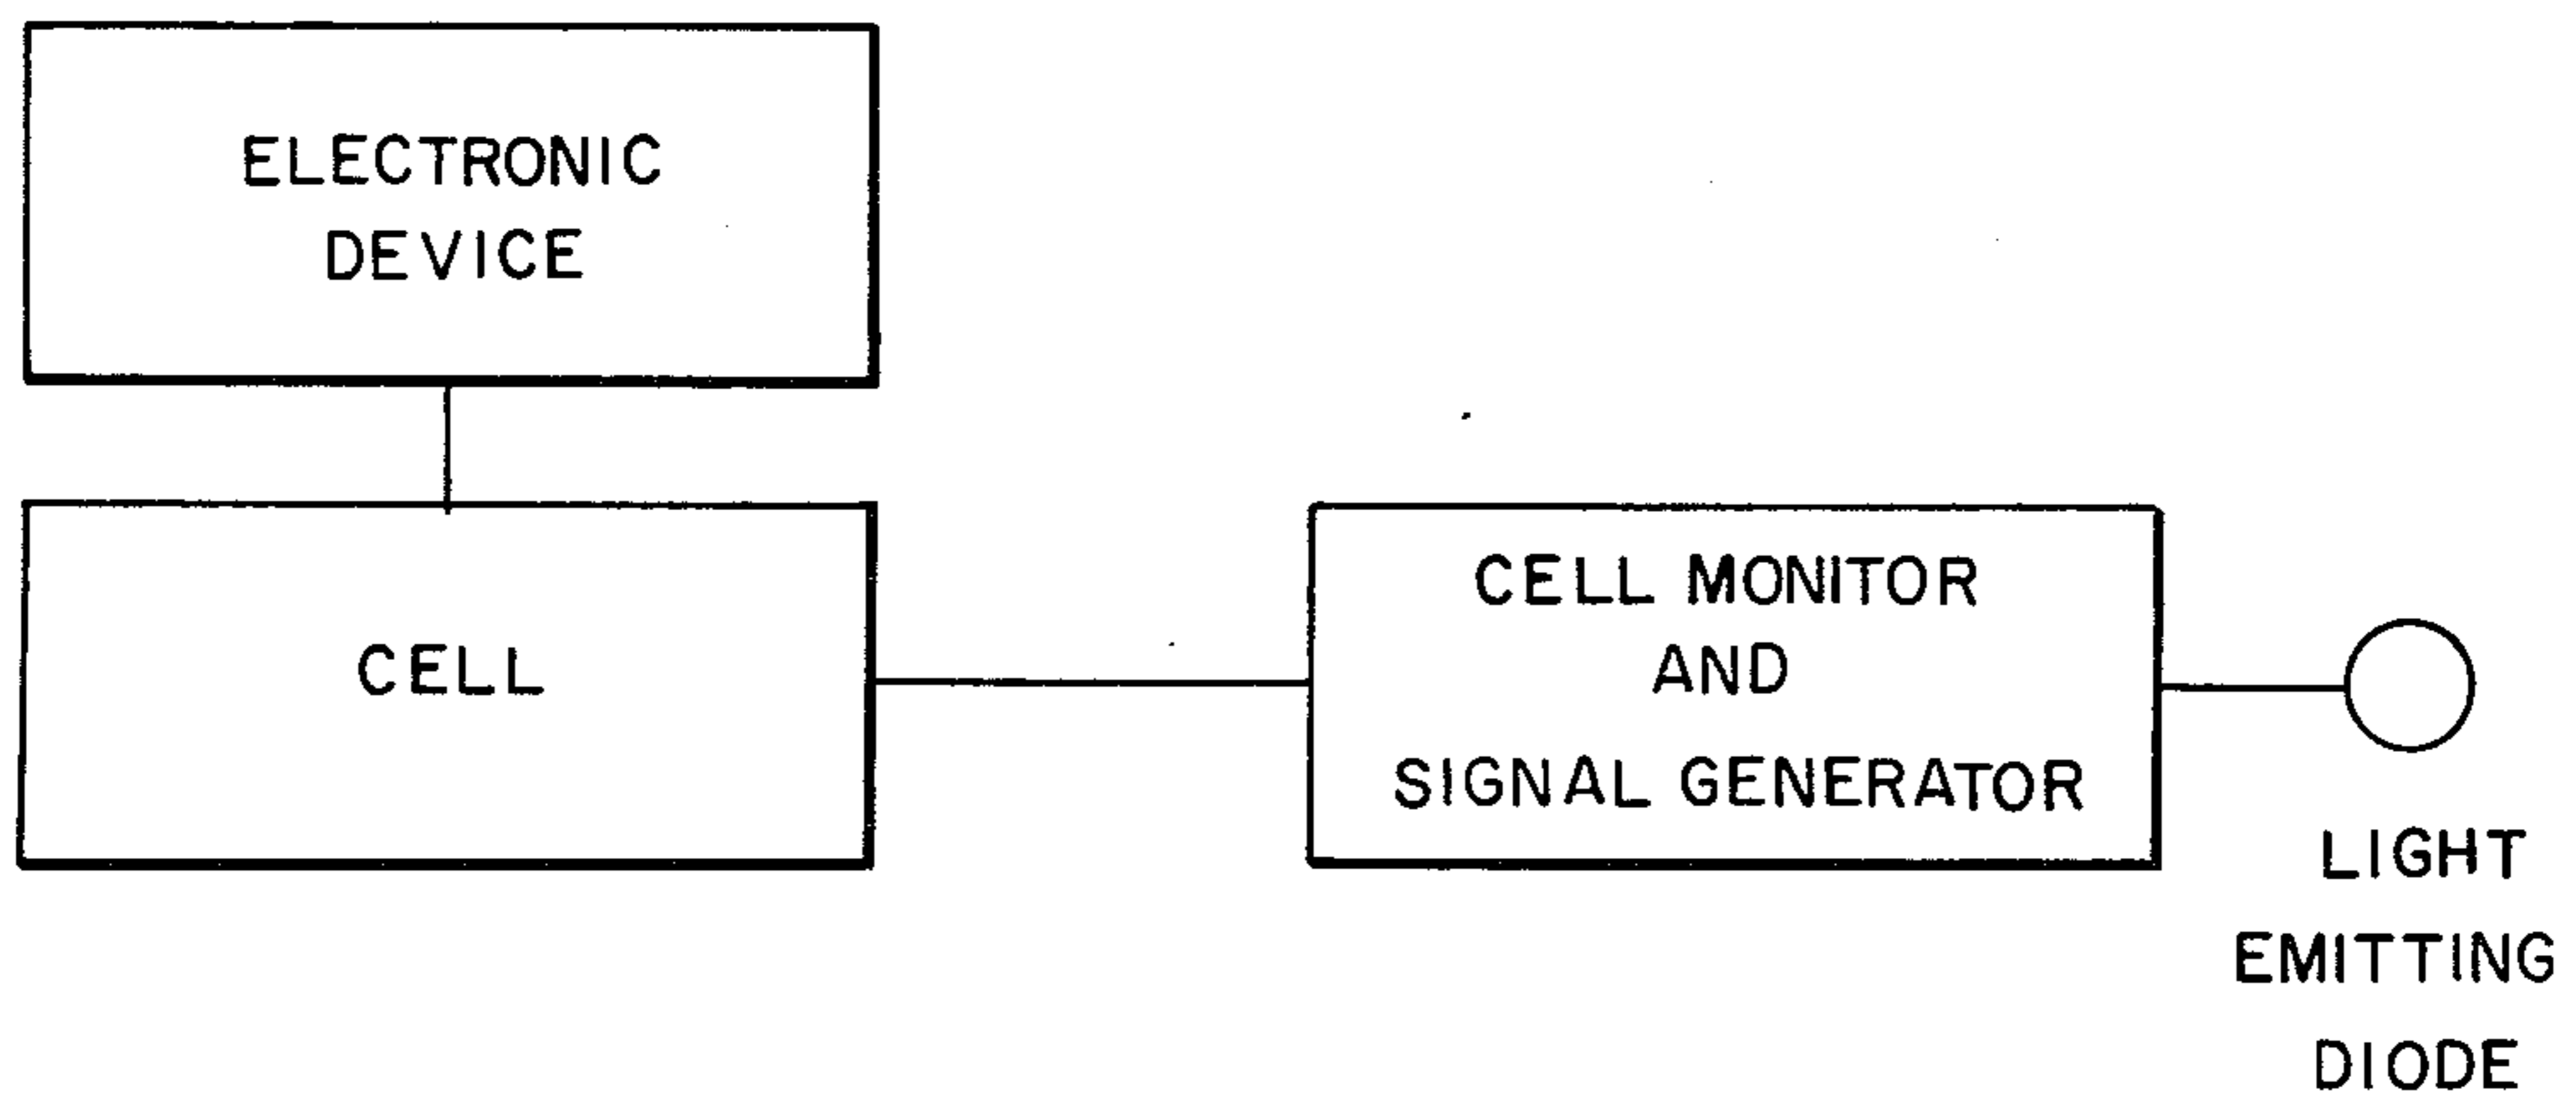 ELECTRONIC
DEVICE
CELL
CELL MONITOR
AND
SIGNAL GENERATOR
LIGHT
EMITTING
DIODE